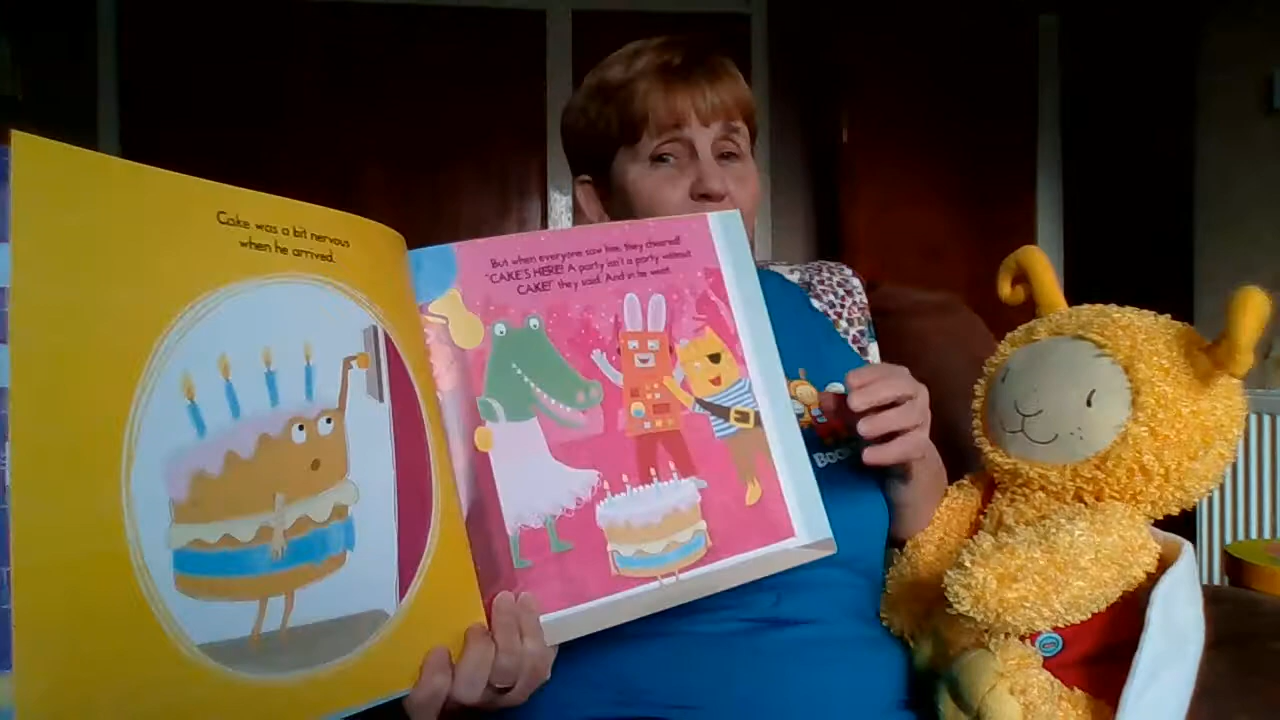 Cake was a bit nervous
when he arrived.
But when everyone saw him, they cheered!
"CAKE'S HERE! A party isn't a party without
CAKE!" they said. And in he went.